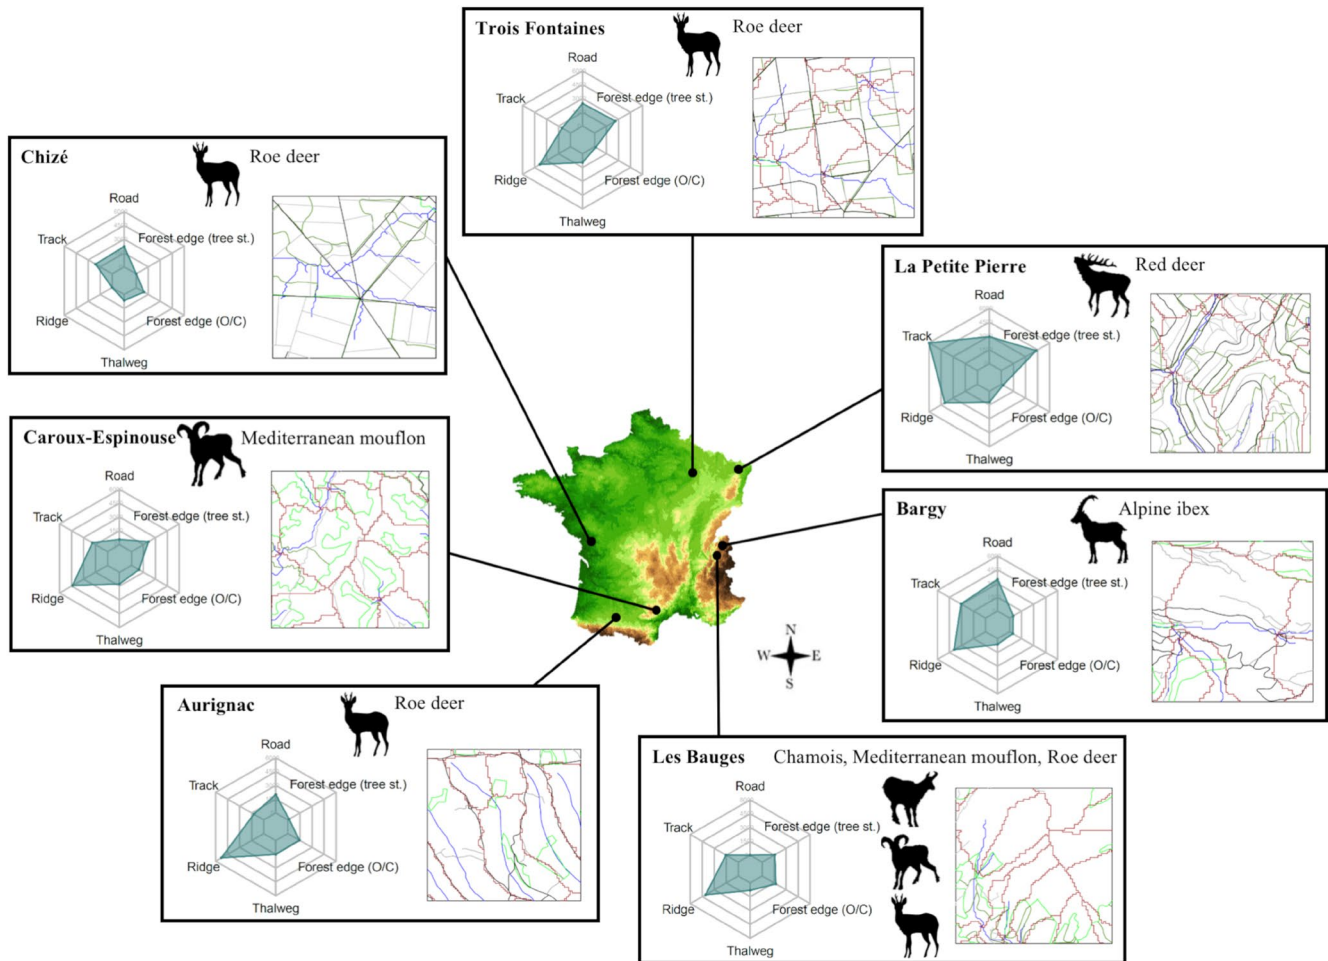 Trois Fontaines
Roe deer
Road
Track
Forest edge (tree st.)
Ridge
Forest edge (O/C)
Thalweg
Chizé
Roe deer
Road
Track
Forest edge (tree st.)
Ridge
Forest edge (O/C)
Thalweg
La Petite Pierre
Red deer
Road
Track
Forest edge (tree st.)
Ridge
Forest edge (O/C)
Thalweg
Caroux-Espinouse
Mediterranean mouflon
Road
Track
Forest edge (tree st.)
Ridge
Forest edge (O/C)
Thalweg
Bargy
Alpine ibex
Road
Track
Forest edge (tree st.)
Ridge
Forest edge (O/C)
Thalweg
N
W E
S
Aurignac
Roe deer
Road
Track
Forest edge (tree st.)
Ridge
Forest edge (O/C)
Thalweg
Les Bauges
Chamois, Mediterranean mouflon, Roe deer
Road
Track
Forest edge (tree st.)
Ridge
Forest edge (O/C)
Thalweg